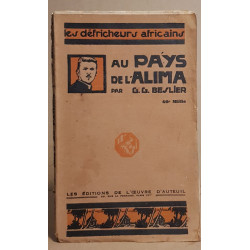 les défricheurs africains
AU PAYS
DE L'ALIMA
PAR G. G. BESLIER
LES ÉDITIONS DE L'ŒUVRE D'AUTEUIL